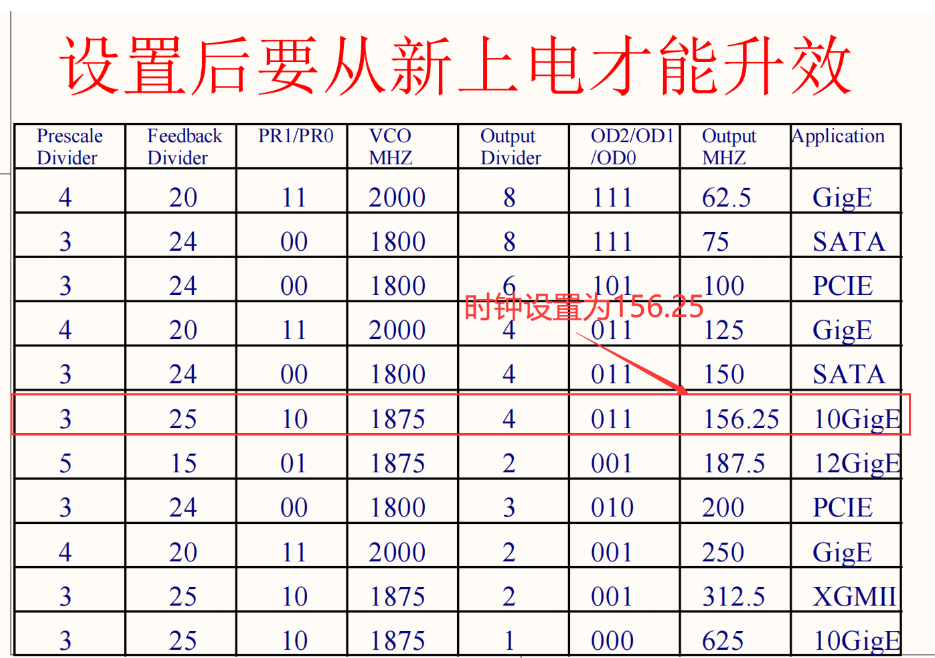 设置后要从新上电才能升效
Prescale Divider Feedback Divider PR1/PR0 VCO MHZ Output Divider OD2/OD1/OD0 Output MHZ Application
4 20 11 2000 8 111 62.5 GigE
3 24 00 1800 8 111 75 SATA
3 24 00 1800 6 101 100 PCIE
时钟设置为156.25
4 20 11 2000 4 011 125 GigE
3 24 00 1800 4 011 150 SATA
3 25 10 1875 4 011 156.25 10GigE
5 15 01 1875 2 001 187.5 12GigE
3 24 00 1800 3 010 200 PCIE
4 20 11 2000 2 001 250 GigE
3 25 10 1875 2 001 312.5 XGMII
3 25 10 1875 1 000 625 10GigE